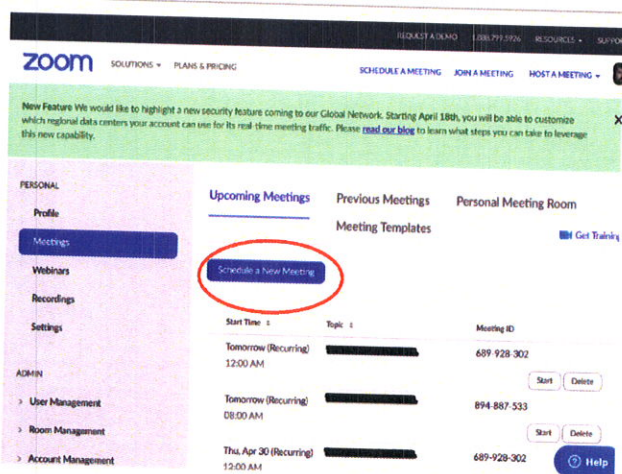 REQUEST A DEMO 1.888.799.5926 RESOURCES SUPPO
zoom SOLUTIONS PLANS & PRICING SCHEDULE A MEETING JOIN A MEETING HOST A MEETING
New Feature We would like to highlight a new security feature coming to our Global Network. Starting April 18th, you will be able to customize
which regional data centers your account can use for its real-time meeting traffic. Please read our blog to learn what steps you can take to leverage
this new capability.
PERSONAL
Profile
Meetings
Webinars
Recordings
Settings
ADMIN
> User Management
> Room Management
> Account Management
Upcoming Meetings Previous Meetings Personal Meeting Room
Meeting Templates
Get Training
Schedule a New Meeting
Start Time Topic Meeting ID
Tomorrow (Recurring) 689-928-302
12:00 AM
Start Delete
Tomorrow (Recurring) 894-887-533
08:00 AM
Start Delete
Thu, Apr 30 (Recurring) 689-928-302
12:00 AM
Help